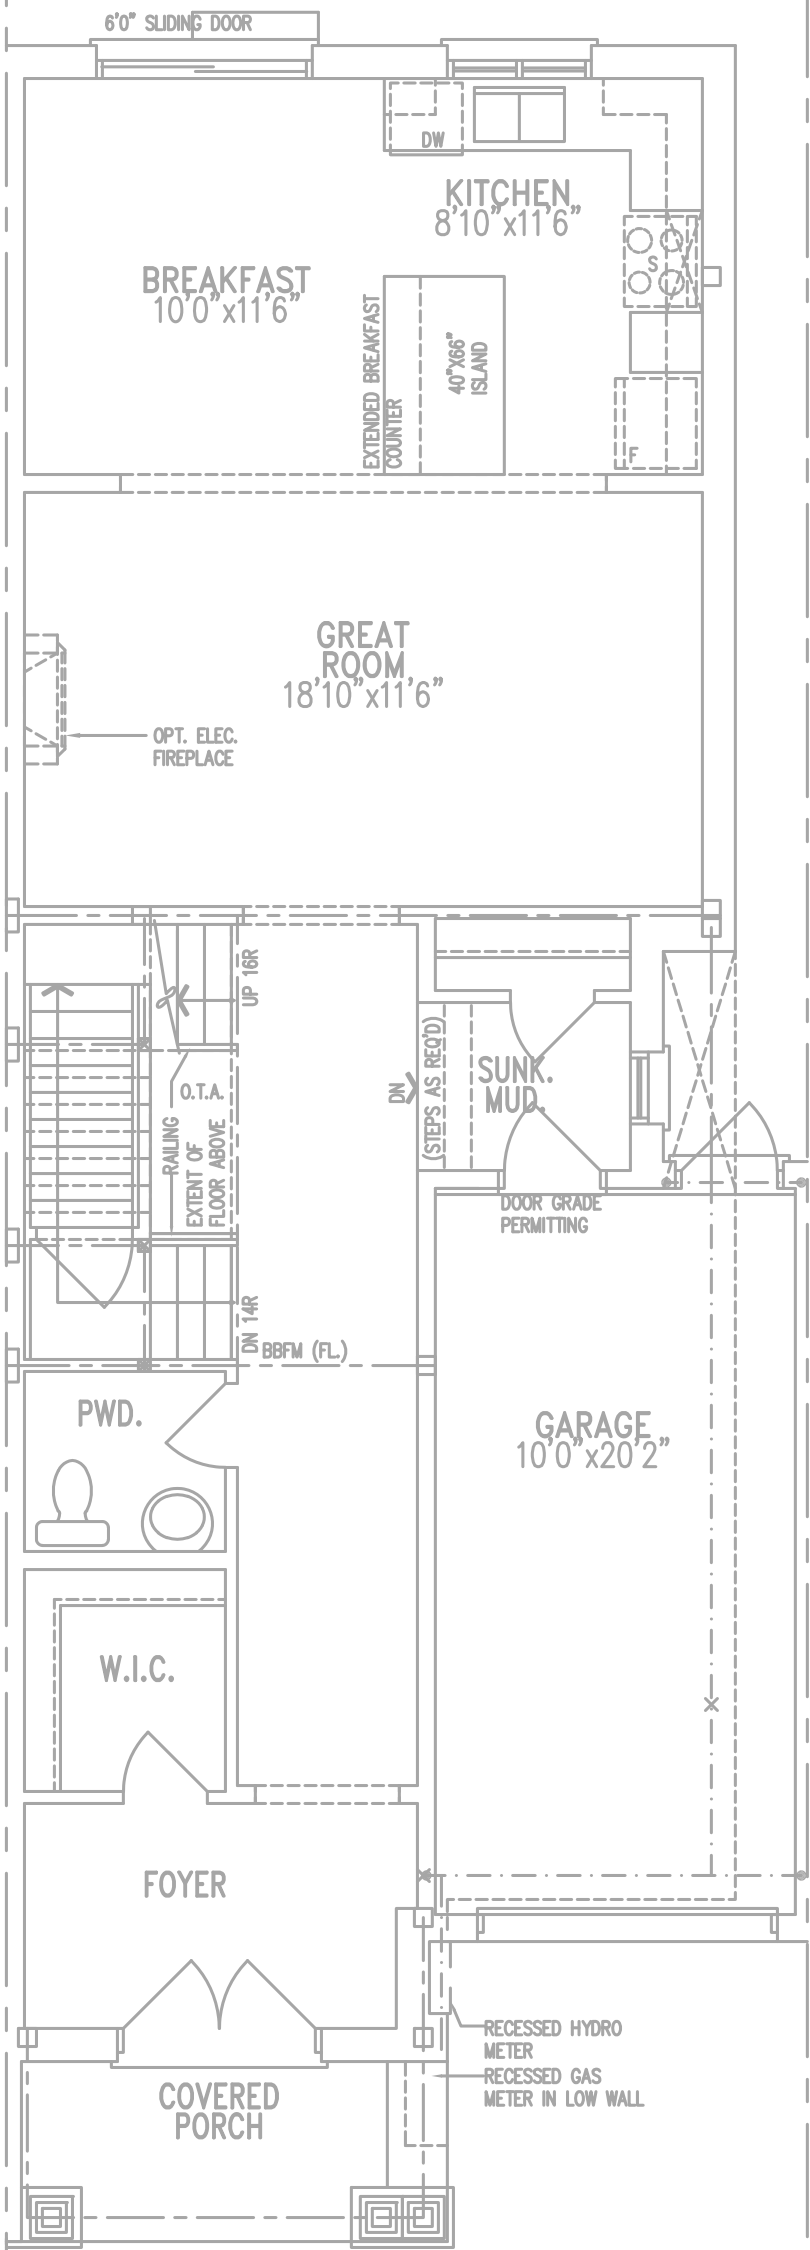 6'0" SLIDING DOOR
DW
KITCHEN
8'10"x11'6"
S
BREAKFAST
10'0"x11'6"
EXTENDED BREAKFAST
COUNTER
40"X66"
ISLAND
F
GREAT
ROOM
18'10"x11'6"
OPT. ELEC.
FIREPLACE
UP 16R
O.T.A.
RAILING
EXTENT OF
FLOOR ABOVE
DN
(STEPS AS REQ'D)
SUNK.
MUD.
DOOR GRADE
PERMITTING
DN 14R
BBFM (FL.)
PWD.
GARAGE
10'0"x20'2"
W.I.C.
FOYER
RECESSED HYDRO
METER
RECESSED GAS
METER IN LOW WALL
COVERED
PORCH